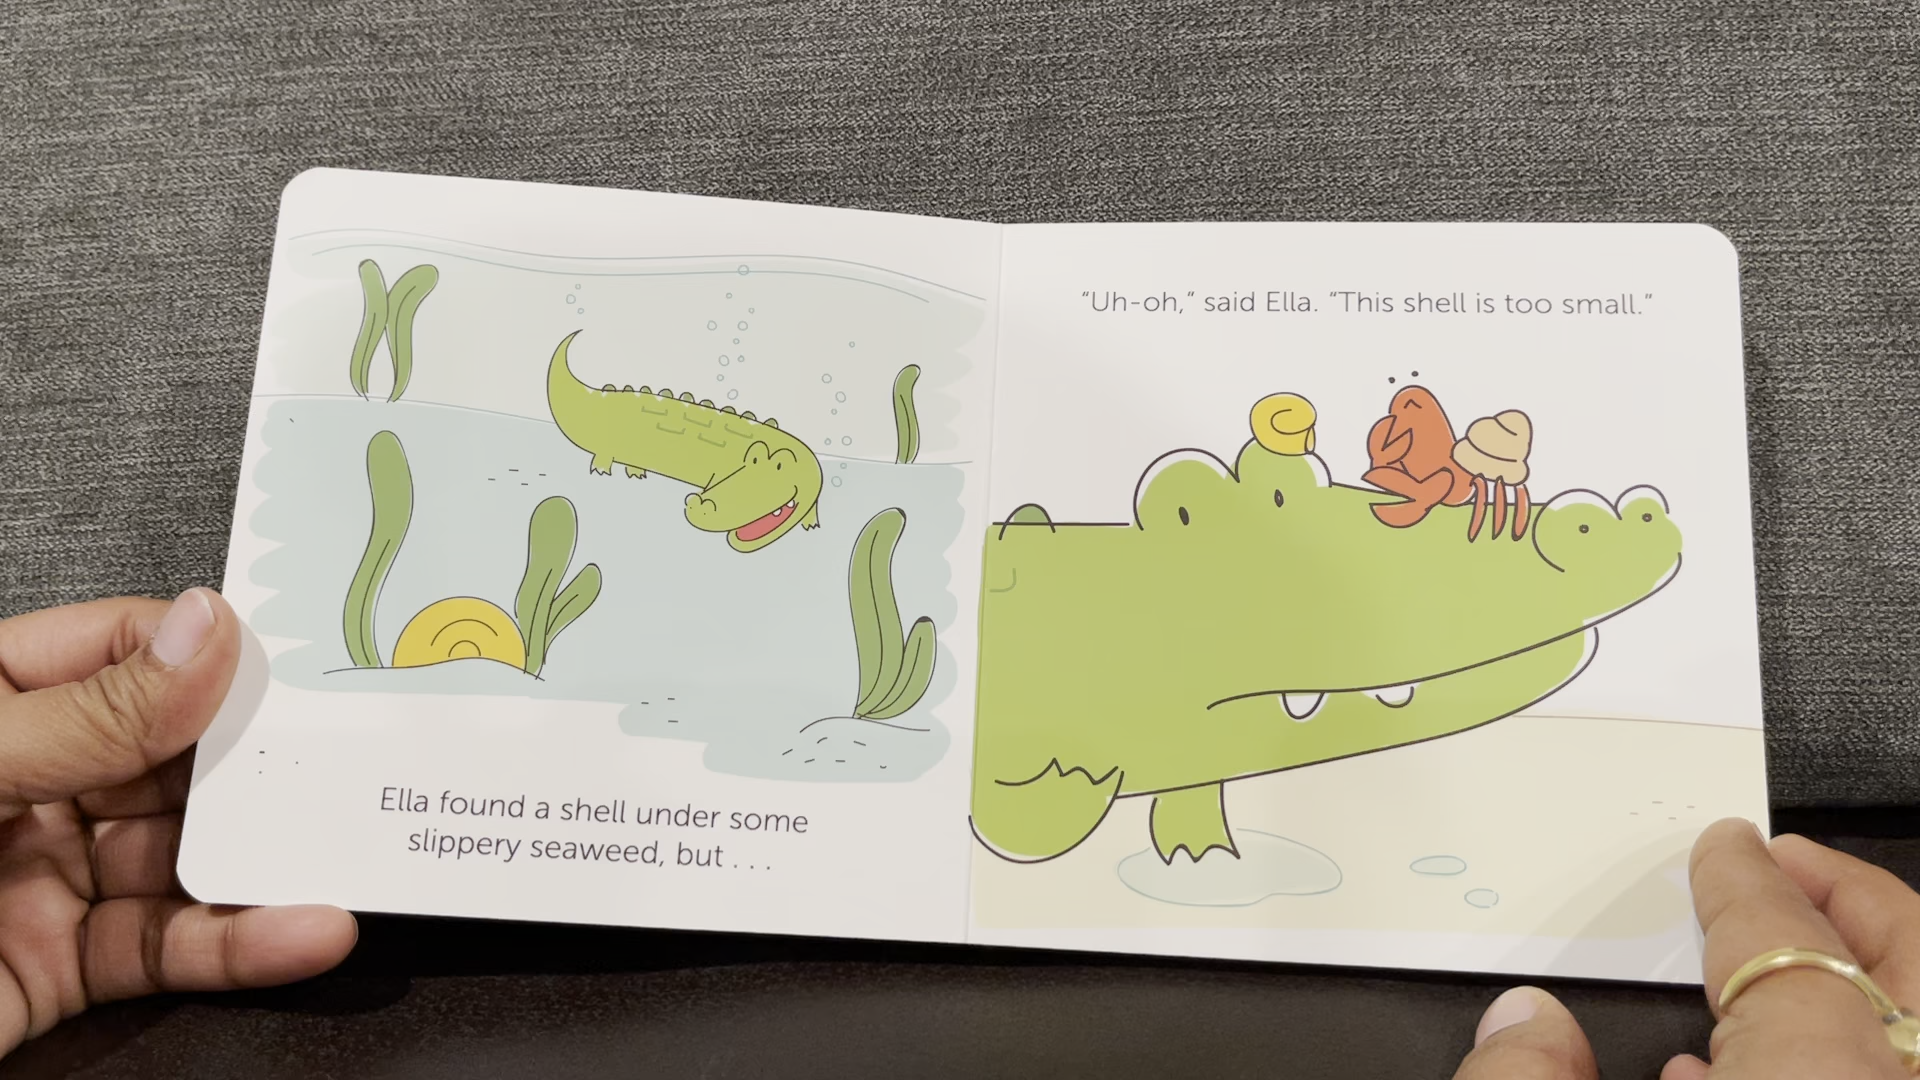 Ella found a shell under some
slippery seaweed, but . . .
“Uh-oh,” said Ella. “This shell is too small.”